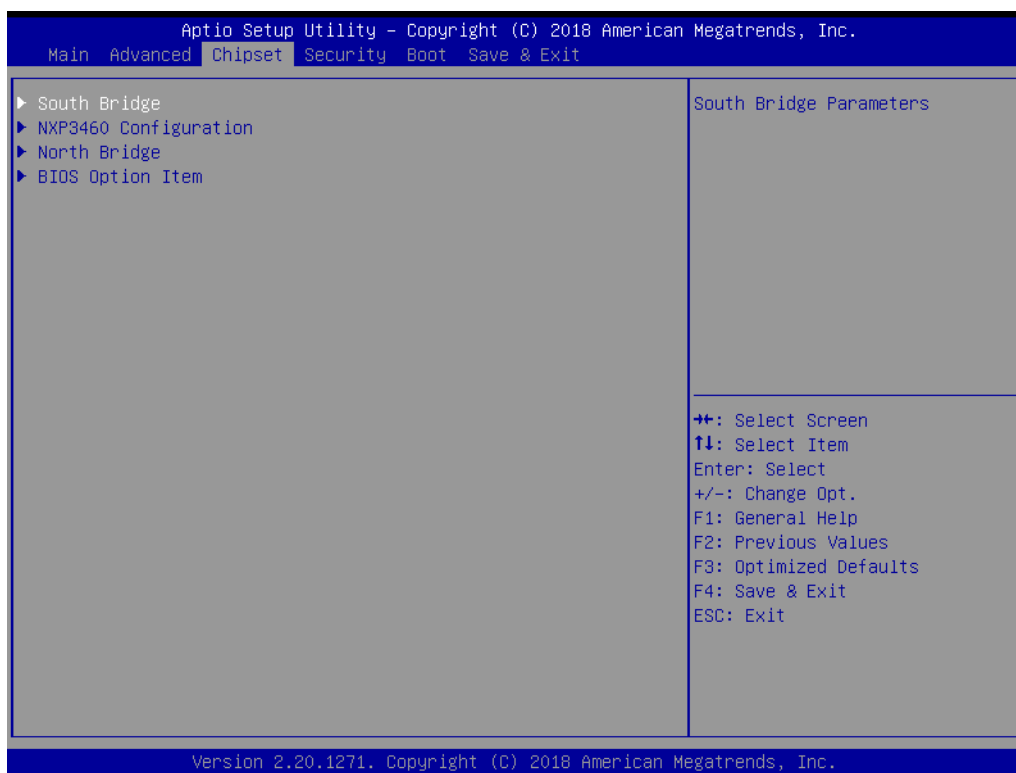 Aptio Setup Utility – Copyright (C) 2018 American Megatrends, Inc.
Main Advanced Chipset Security Boot Save & Exit
▶ South Bridge
▶ NXP3460 Configuration
▶ North Bridge
▶ BIOS Option Item
South Bridge Parameters
→←: Select Screen
↑↓: Select Item
Enter: Select
+/-: Change Opt.
F1: General Help
F2: Previous Values
F3: Optimized Defaults
F4: Save & Exit
ESC: Exit
Version 2.20.1271. Copyright (C) 2018 American Megatrends, Inc.